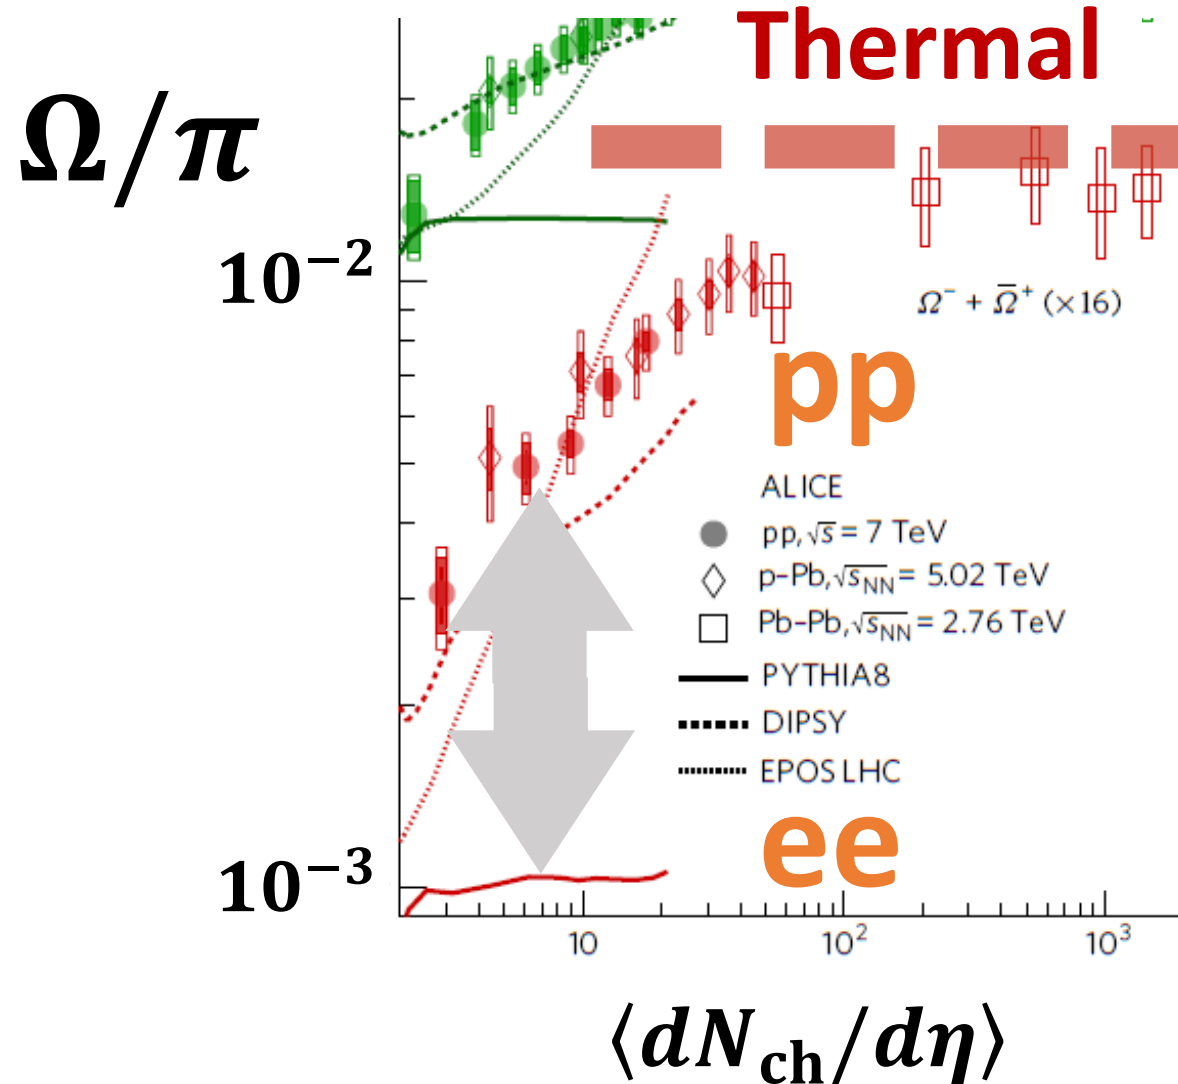 Thermal
Ω/π
10⁻²
Ω⁻ + Ω̅⁺ (×16)
pp
ALICE
pp, √s = 7 TeV
p–Pb, √sNN = 5.02 TeV
Pb–Pb, √sNN = 2.76 TeV
PYTHIA8
DIPSY
EPOS LHC
ee
10⁻³
10 10² 10³
⟨dNch/dη⟩